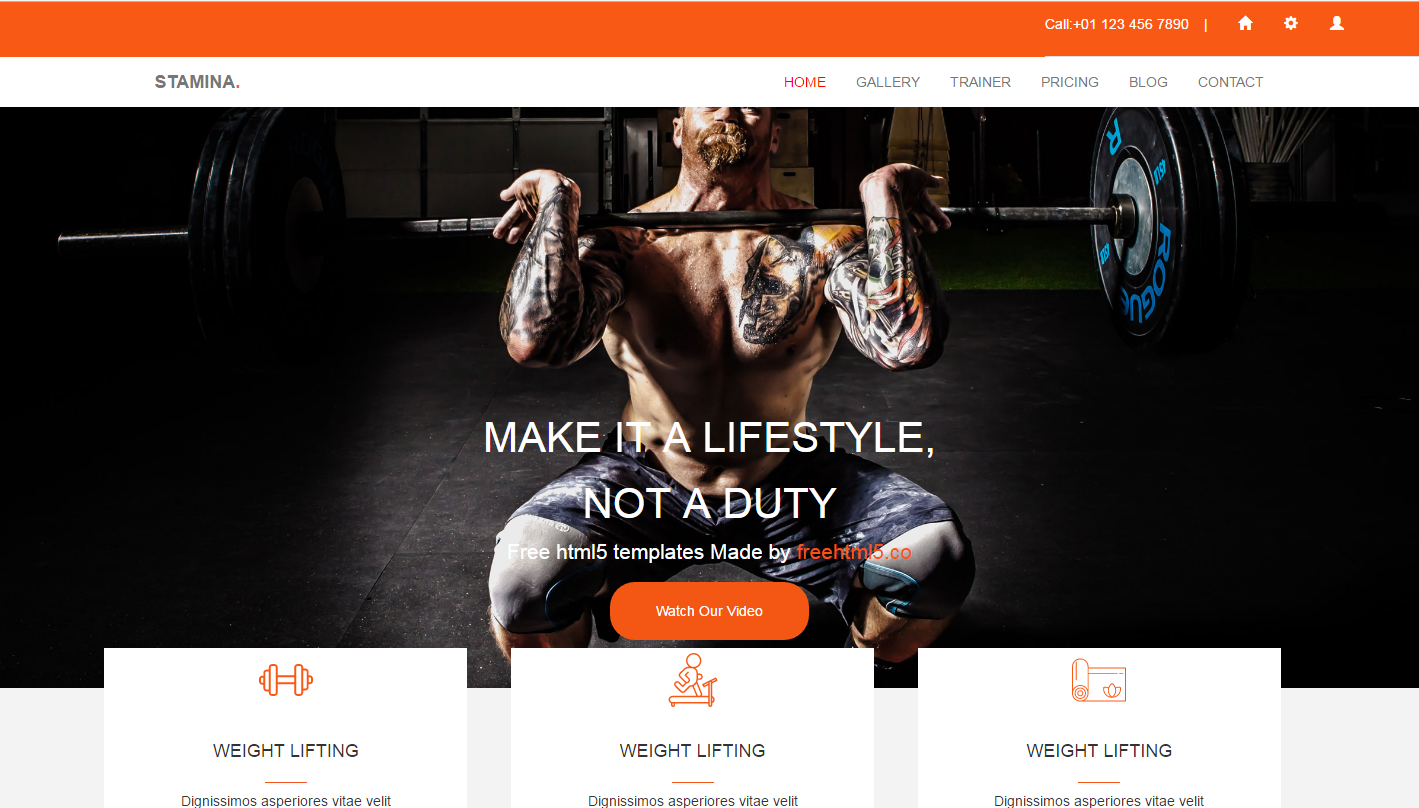 Call:+01 123 456 7890 |
STAMINA.
HOME GALLERY TRAINER PRICING BLOG CONTACT
R
ROGUE
MAKE IT A LIFESTYLE,
NOT A DUTY
Free html5 templates Made by freehtml5.co
Watch Our Video
WEIGHT LIFTING WEIGHT LIFTING WEIGHT LIFTING
Dignissimos asperiores vitae velit Dignissimos asperiores vitae velit Dignissimos asperiores vitae velit